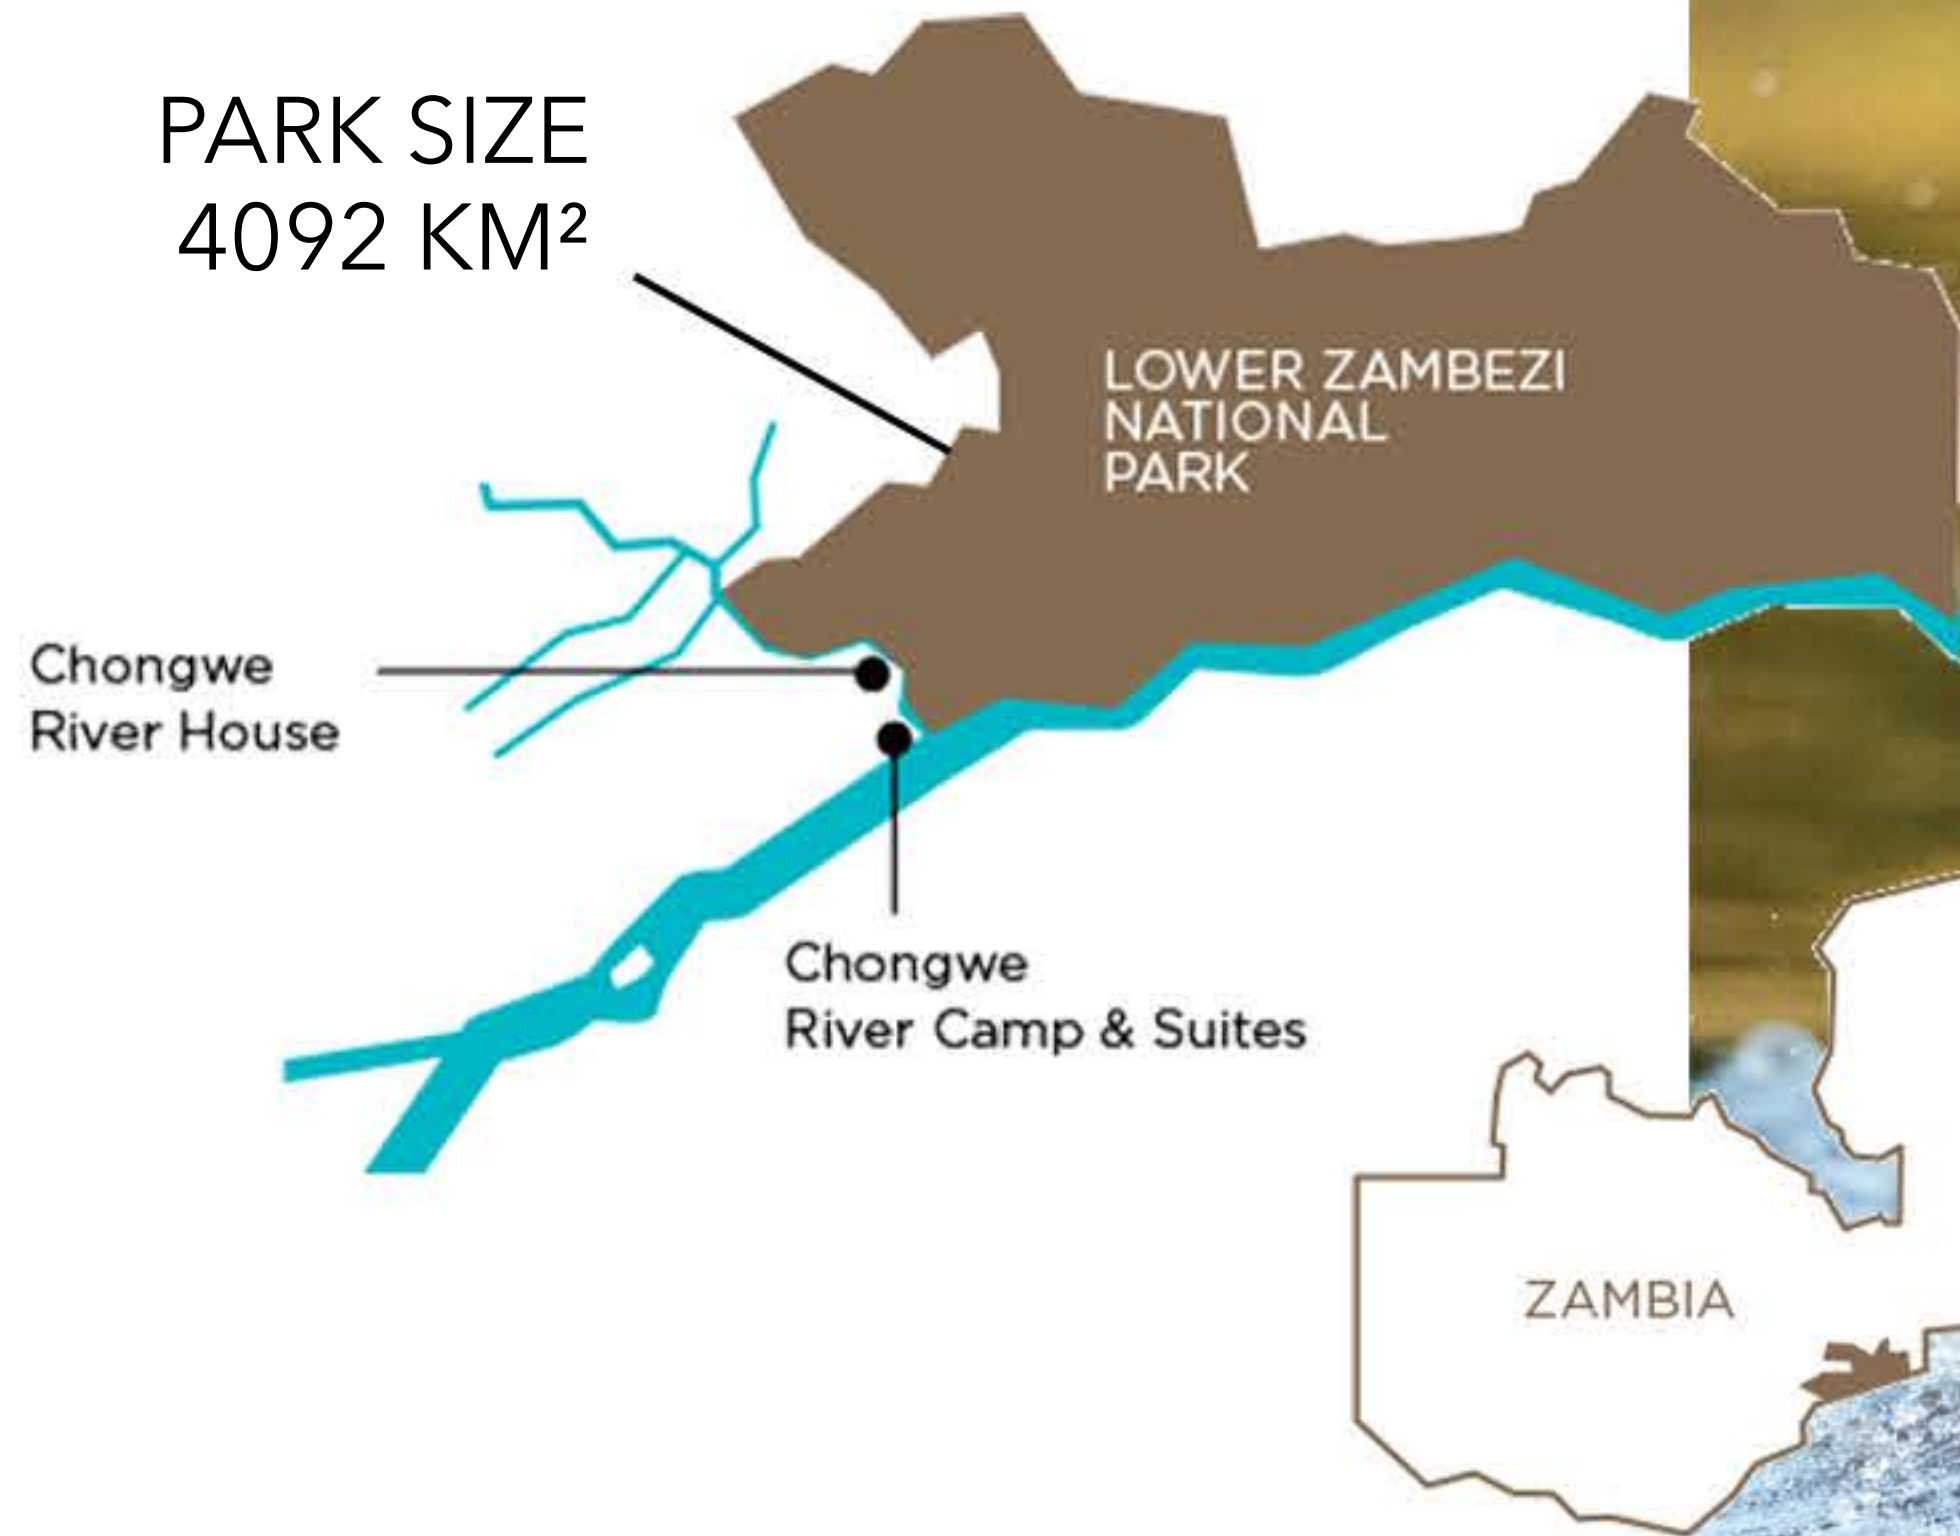 PARK SIZE
4092 KM²
LOWER ZAMBEZI
NATIONAL
PARK
Chongwe
River House
Chongwe
River Camp & Suites
ZAMBIA